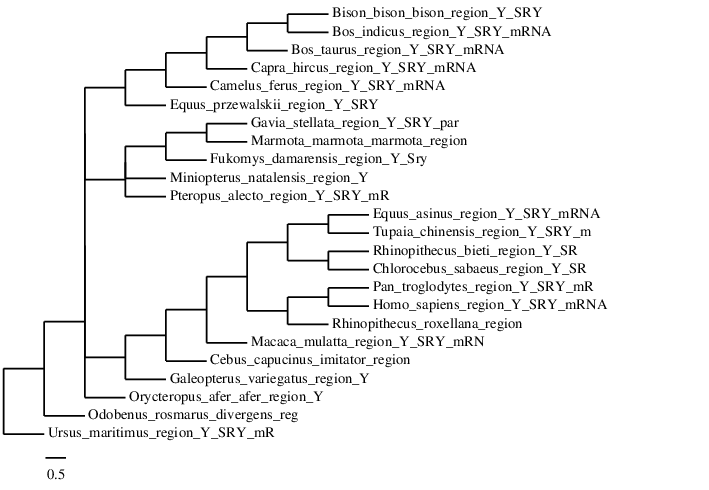 Bison_bison_bison_region_Y_SRY
Bos_indicus_region_Y_SRY_mRNA
Bos_taurus_region_Y_SRY_mRNA
Capra_hircus_region_Y_SRY_mRNA
Camelus_ferus_region_Y_SRY_mRNA
Equus_przewalskii_region_Y_SRY
Gavia_stellata_region_Y_SRY_par
Marmota_marmota_marmota_region
Fukomys_damarensis_region_Y_Sry
Miniopterus_natalensis_region_Y
Pteropus_alecto_region_Y_SRY_mR
Equus_asinus_region_Y_SRY_mRNA
Tupaia_chinensis_region_Y_SRY_m
Rhinopithecus_bieti_region_Y_SR
Chlorocebus_sabaeus_region_Y_SR
Pan_troglodytes_region_Y_SRY_mR
Homo_sapiens_region_Y_SRY_mRNA
Rhinopithecus_roxellana_region
Macaca_mulatta_region_Y_SRY_mRN
Cebus_capucinus_imitator_region
Galeopterus_variegatus_region_Y
Orycteropus_afer_afer_region_Y
Odobenus_rosmarus_divergens_reg
Ursus_maritimus_region_Y_SRY_mR
0.5